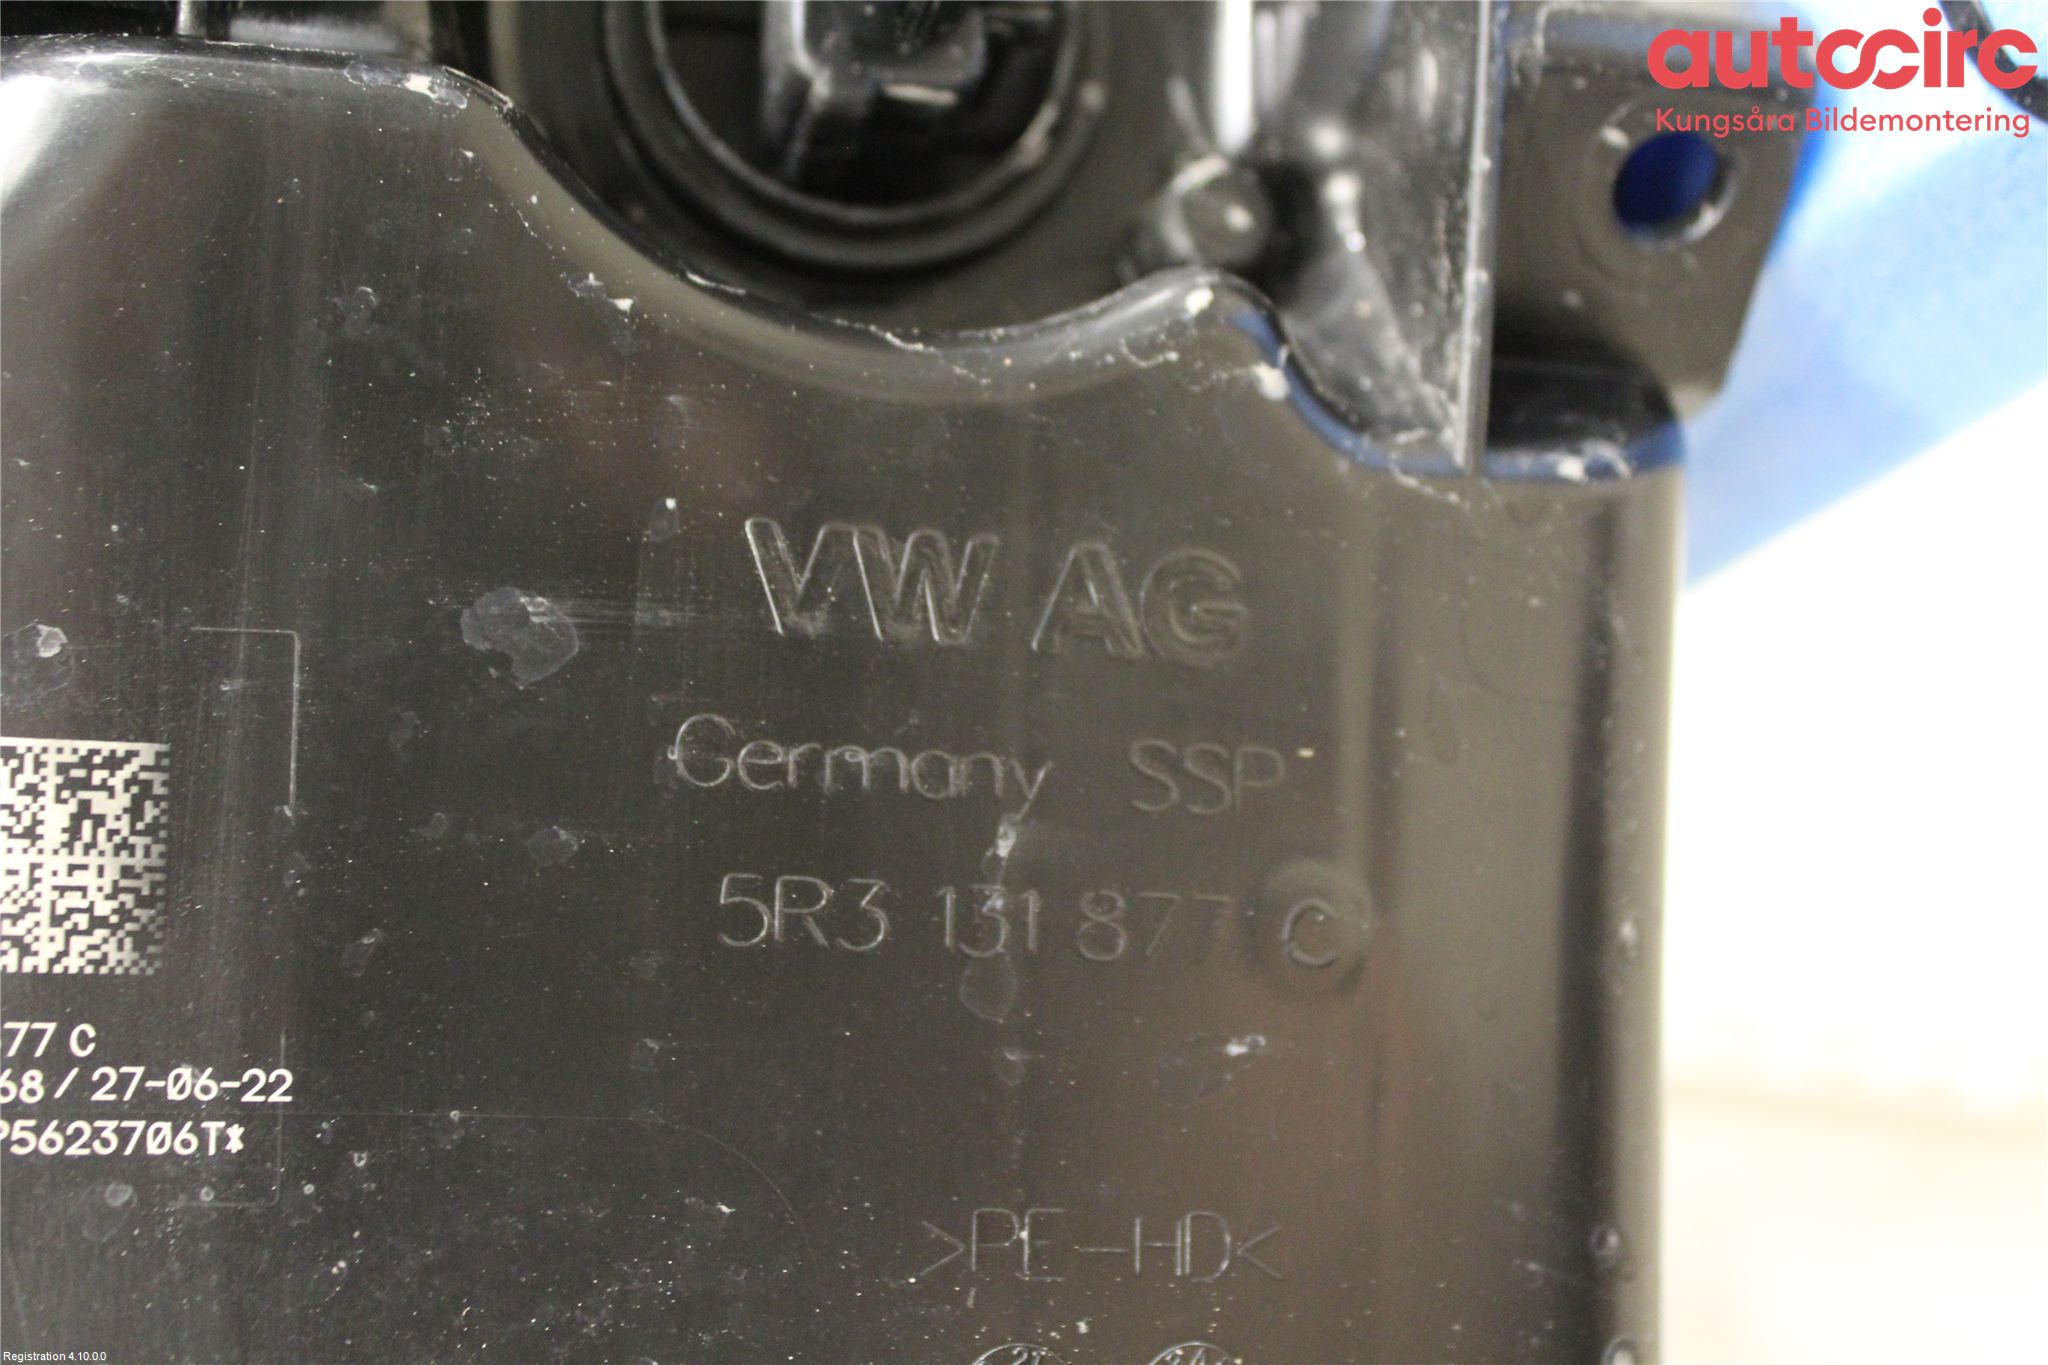 autocirc
Kungsåra Bildemontering
VW AG
Germany SSP
5R3 131 877 C
77 C
68 / 27-06-22
P5623706T*
>PE-HD<
Registration 4.10.0.0